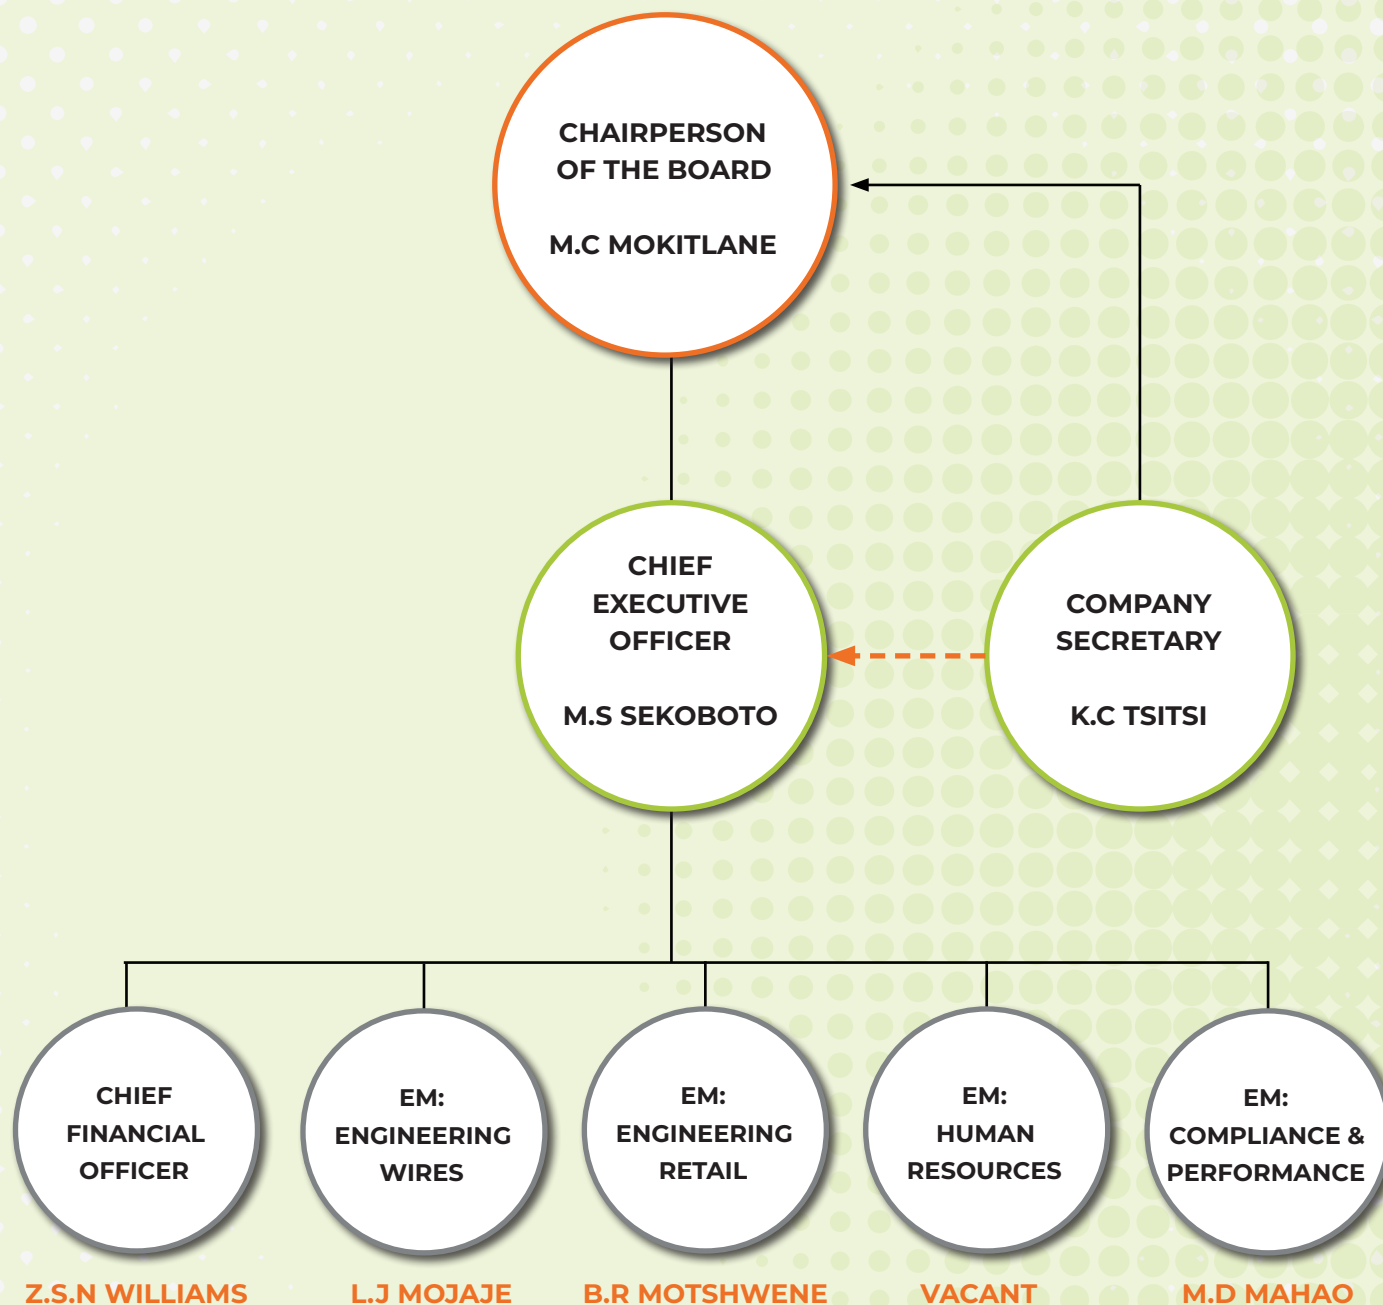 CHAIRPERSON
OF THE BOARD
M.C MOKITLANE
CHIEF
EXECUTIVE
OFFICER
M.S SEKOBOTO
COMPANY
SECRETARY
K.C TSITSI
CHIEF
FINANCIAL
OFFICER
Z.S.N WILLIAMS
EM:
ENGINEERING
WIRES
L.J MOJAJE
EM:
ENGINEERING
RETAIL
B.R MOTSHWENE
EM:
HUMAN
RESOURCES
VACANT
EM:
COMPLIANCE &
PERFORMANCE
M.D MAHAO